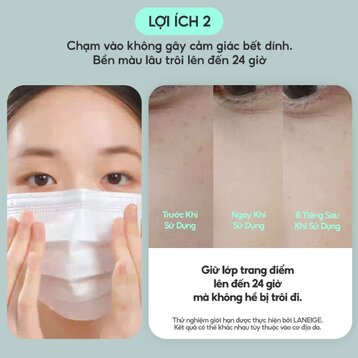 LỢI ÍCH 2
Chạm vào không gây cảm giác bết dính.
Bền màu lâu trôi lên đến 24 giờ
Trước Khi
Sử Dụng
Ngay Khi
Sử Dụng
8 Tiếng Sau
Khi Sử Dụng
Giữ lớp trang điểm
lên đến 24 giờ
mà không hề bị trôi đi.
Thử nghiệm giới hạn được thực hiện bởi LANEIGE.
Kết quả có thể khác nhau tùy thuộc vào cơ địa da.